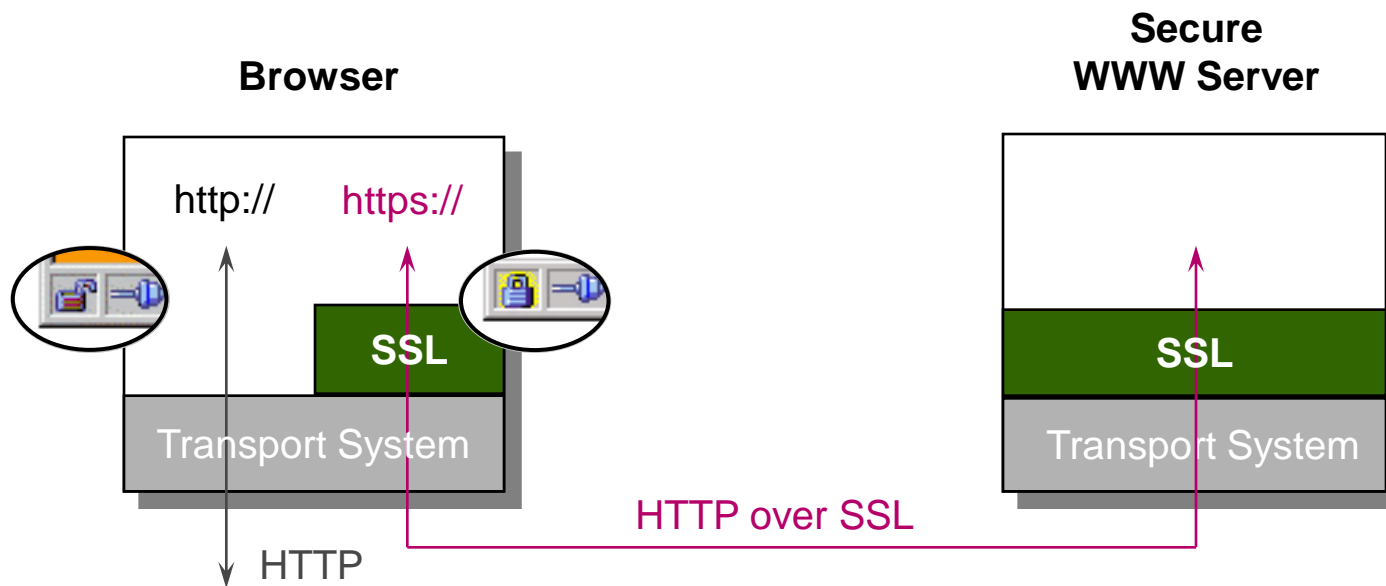 Secure
WWW Server
Browser
http://
https://
SSL
SSL
Transport System
Transport System
HTTP over SSL
HTTP